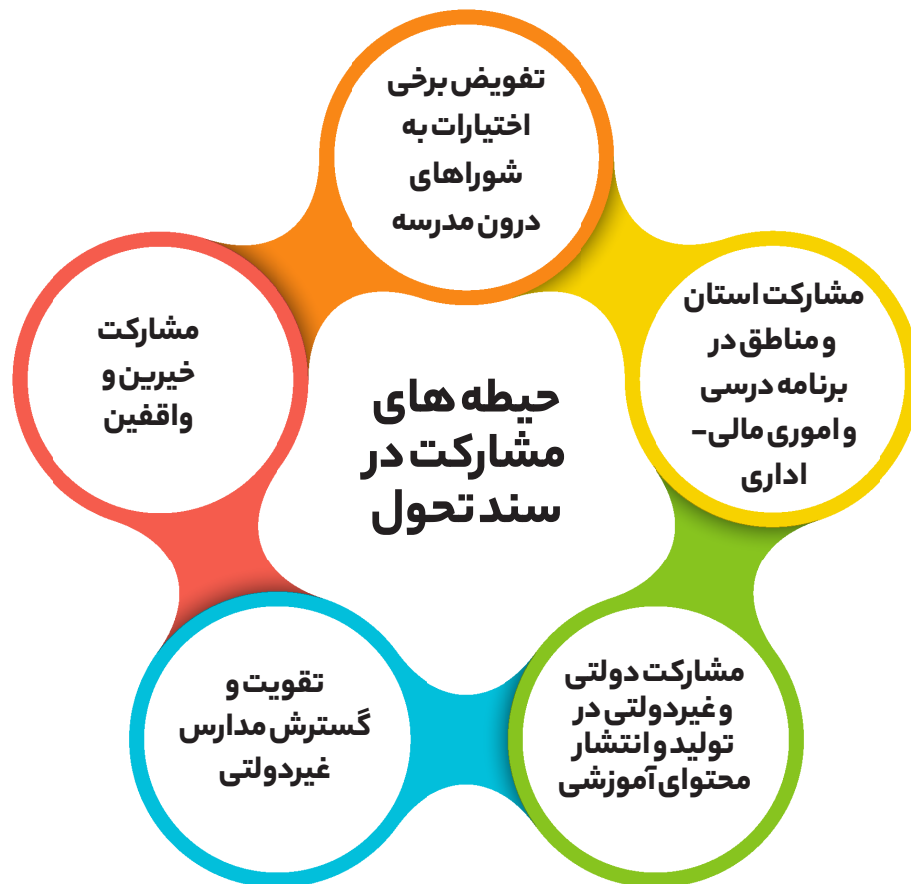 تفویض برخی
اختیارات به
شوراهای
درون مدرسه
مشارکت استان
و مناطق در
برنامه درسی
و اموری مالی-
اداری
مشارکت
خیرین و
واقفین
حیطه های
مشارکت در
سند تحول
مشارکت دولتی
و غیردولتی در
تولید و انتشار
محتوای آموزشی
تقویت و
گسترش مدارس
غیردولتی